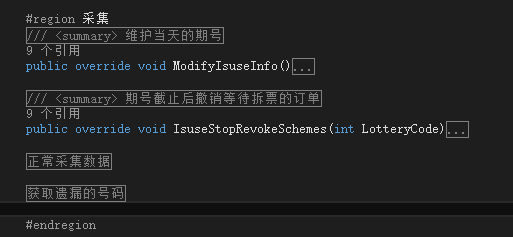 #region 采集
/// <summary> 维护当天的期号
9 个引用
public override void ModifyIsuseInfo()...
/// <summary> 期号截止后撤销等待拆票的订单
9 个引用
public override void IsuseStopRevokeSchemes(int LotteryCode)...
正常采集数据
获取遗漏的号码
#endregion